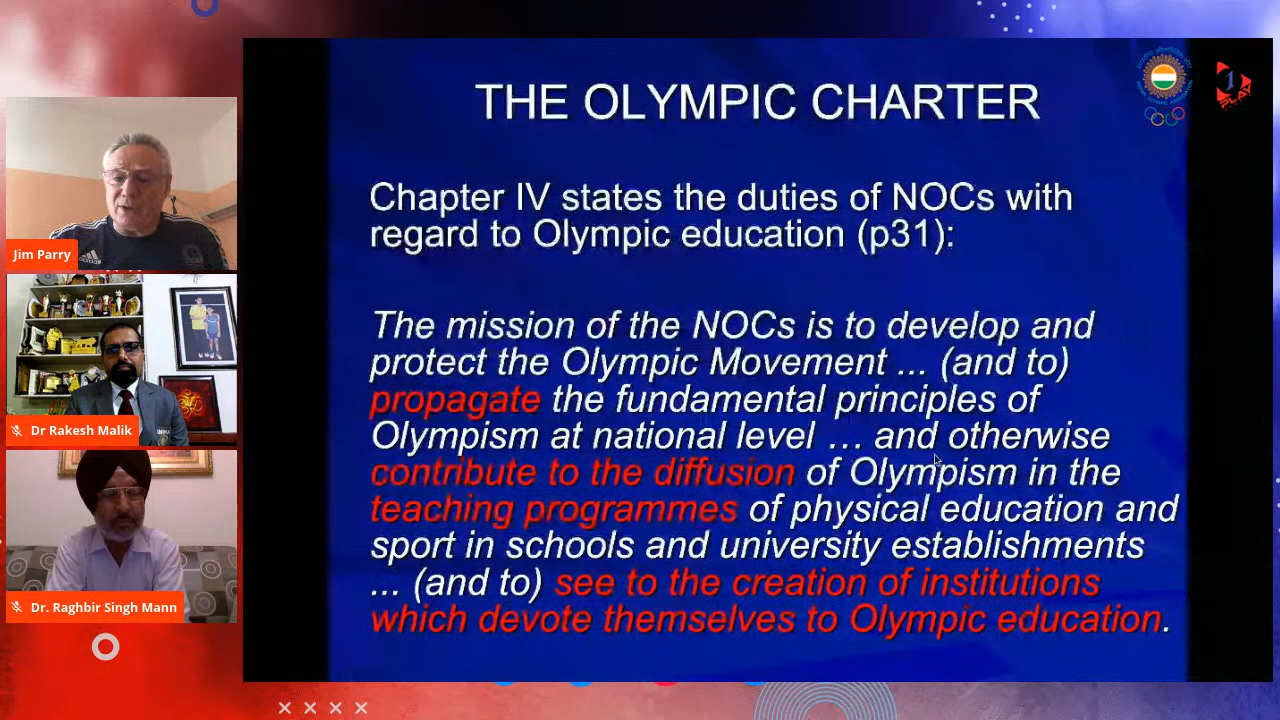 THE OLYMPIC CHARTER
Chapter IV states the duties of NOCs with
regard to Olympic education (p31):
The mission of the NOCs is to develop and
protect the Olympic Movement ... (and to)
propagate the fundamental principles of
Olympism at national level … and otherwise
contribute to the diffusion of Olympism in the
teaching programmes of physical education and
sport in schools and university establishments
... (and to) see to the creation of institutions
which devote themselves to Olympic education.
Jim Parry
adidas
INDIA
Dr Rakesh Malik
Dr. Raghbir Singh Mann
1
PLAY